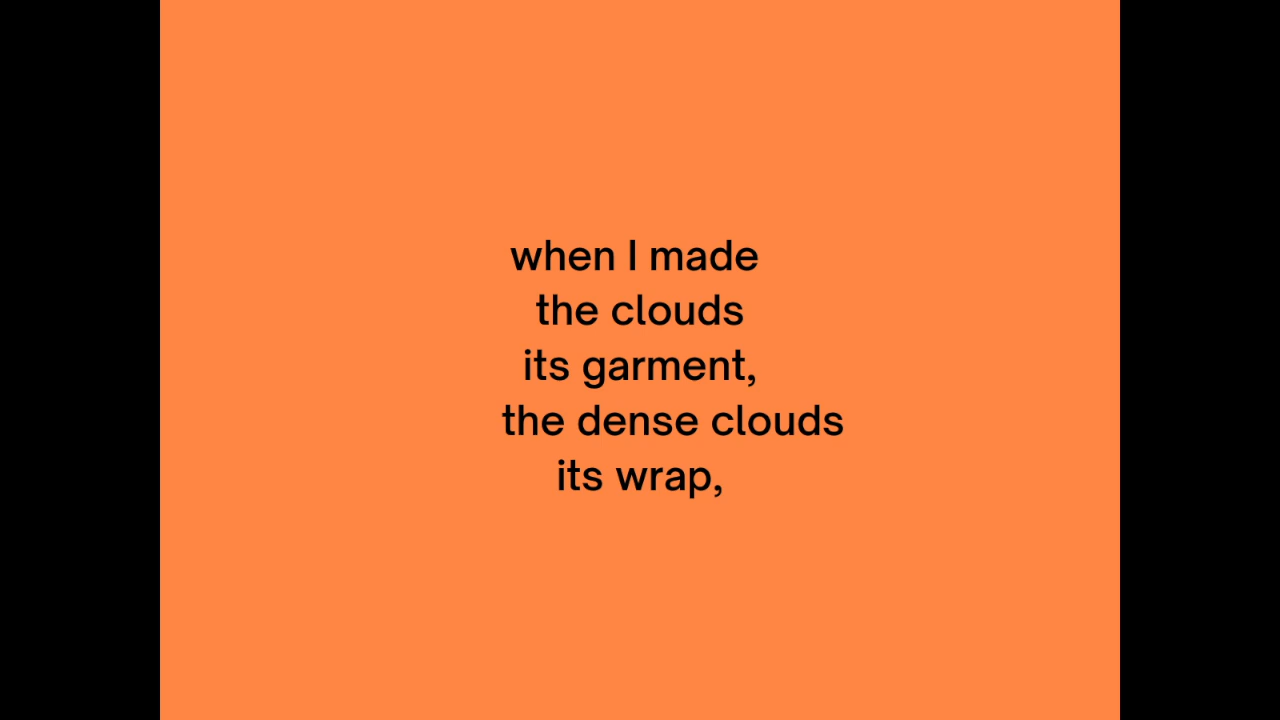 when I made
the clouds
its garment,
the dense clouds
its wrap,